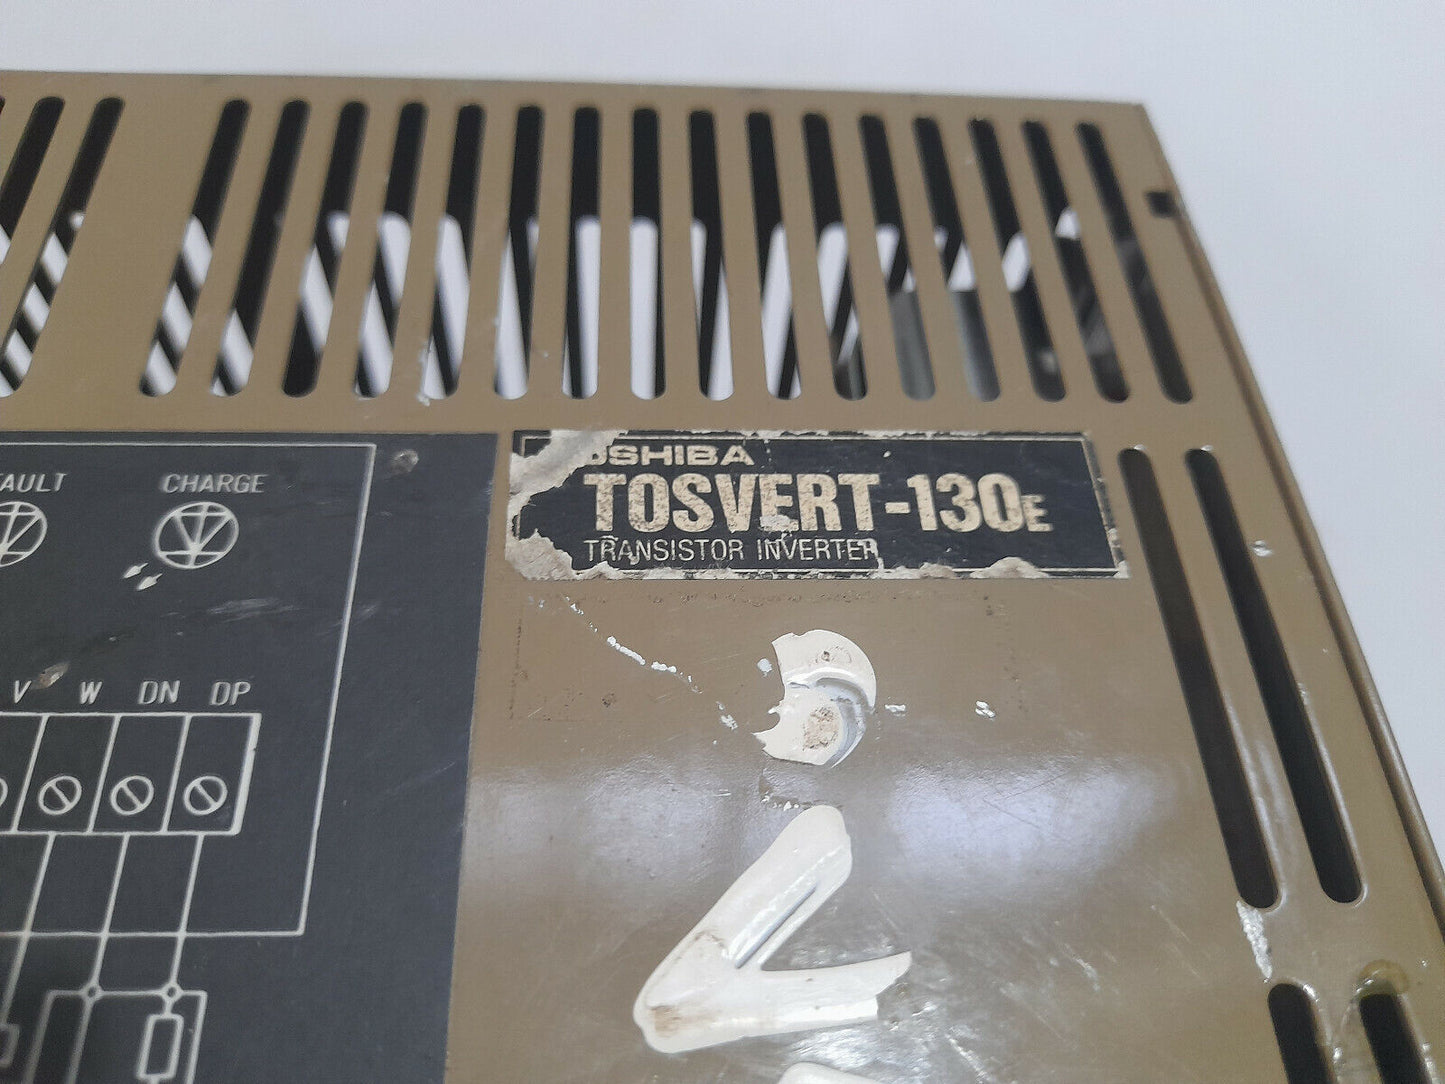 AULT CHARGE
V W DN DP
OSHIBA
TOSVERT-130E
TRANSISTOR INVERTER